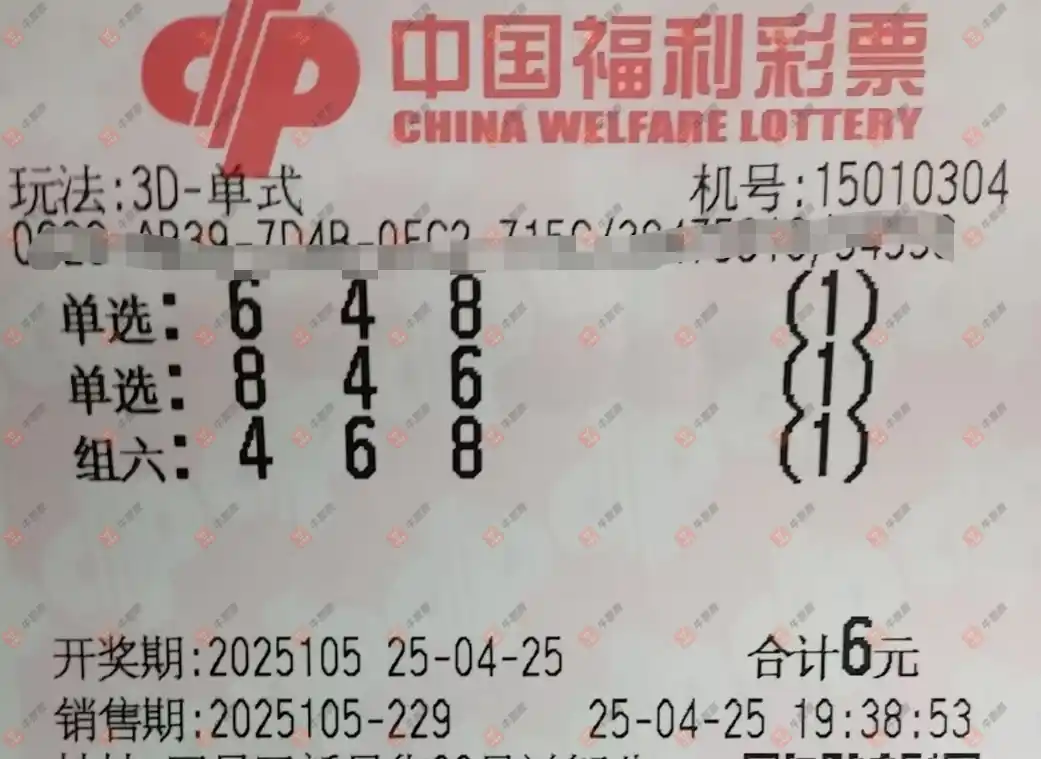 中国福利彩票
CHINA WELFARE LOTTERY
玩法:3D-单式 机号:15010304
单选: 6 4 8 (1)
单选: 8 4 6 (1)
组六: 4 6 8 (1)
开奖期:2025105 25-04-25 合计6元
销售期:2025105-229 25-04-25 19:38:53